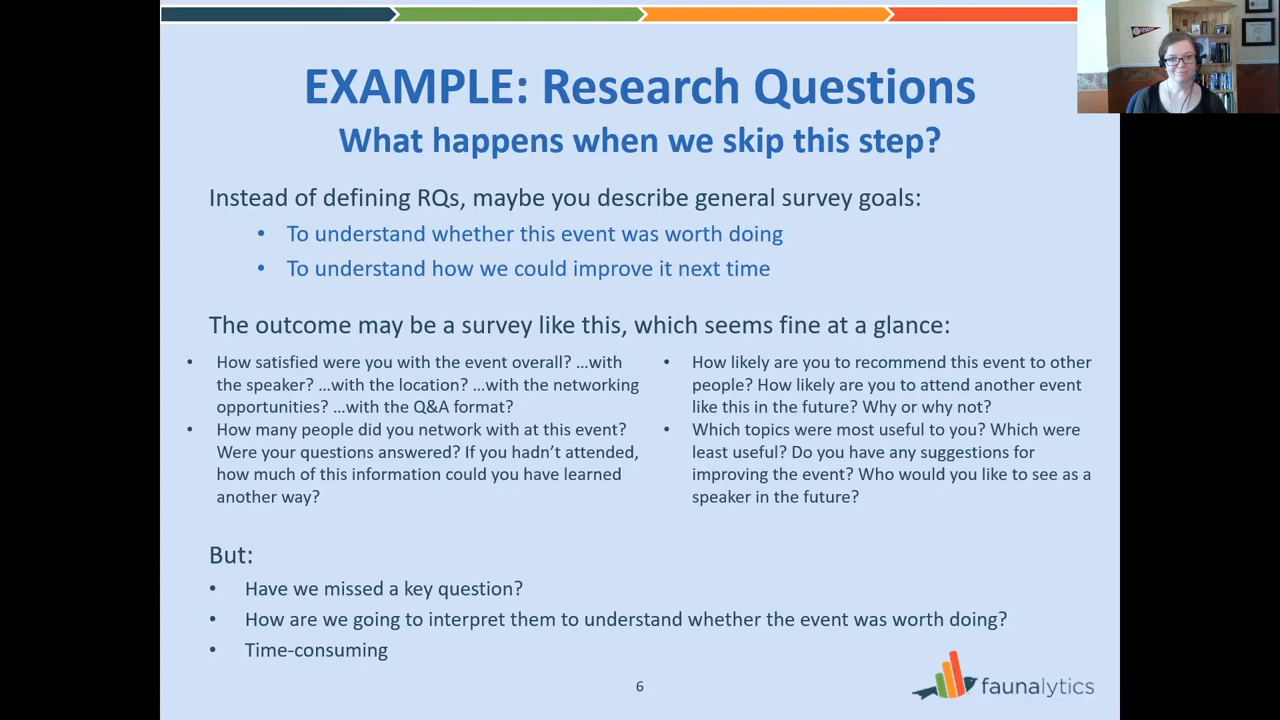 EXAMPLE: Research Questions
What happens when we skip this step?
Instead of defining RQs, maybe you describe general survey goals:
• To understand whether this event was worth doing
• To understand how we could improve it next time
The outcome may be a survey like this, which seems fine at a glance:
• How satisfied were you with the event overall? …with
the speaker? …with the location? …with the networking
opportunities? …with the Q&A format?
• How many people did you network with at this event?
Were your questions answered? If you hadn’t attended,
how much of this information could you have learned
another way?
• How likely are you to recommend this event to other
people? How likely are you to attend another event
like this in the future? Why or why not?
• Which topics were most useful to you? Which were
least useful? Do you have any suggestions for
improving the event? Who would you like to see as a
speaker in the future?
But:
• Have we missed a key question?
• How are we going to interpret them to understand whether the event was worth doing?
• Time-consuming
6
faunalytics